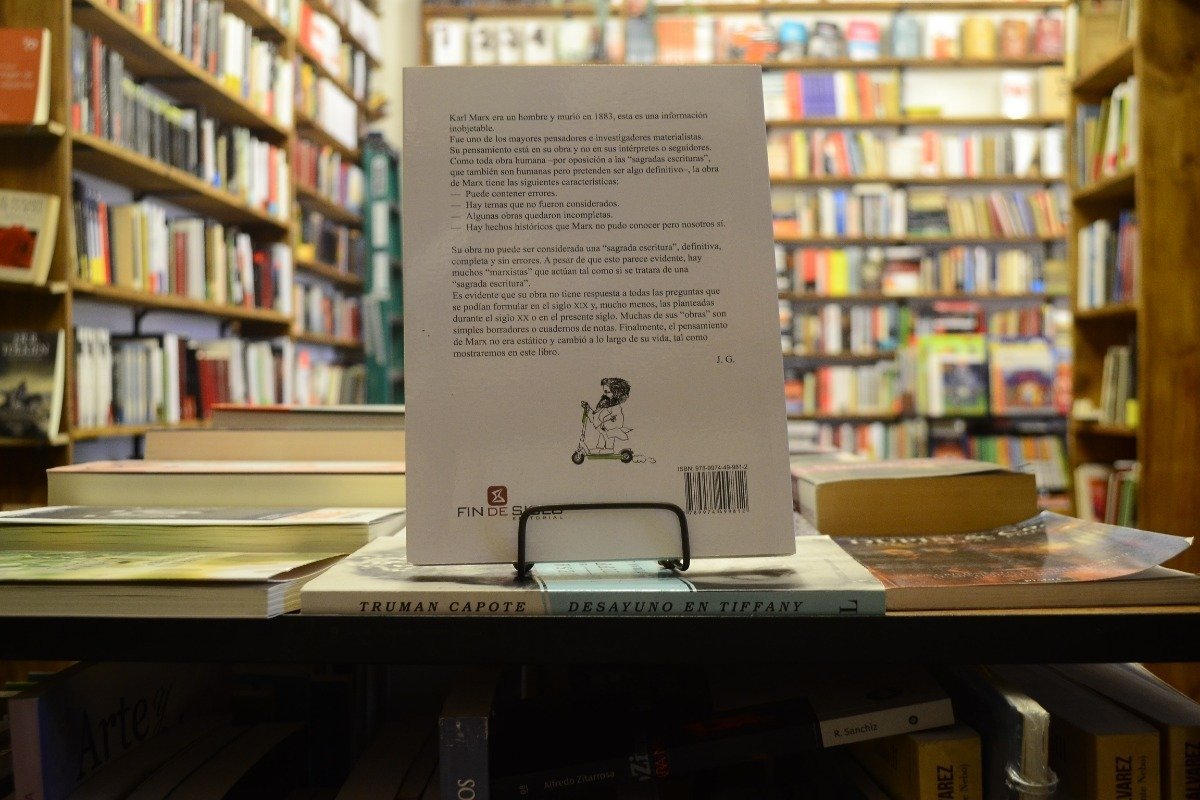 Karl Marx era un hombre y murió en 1883, esta es una información
inobjetable.
Fue uno de los mayores pensadores e investigadores materialistas.
Su pensamiento está en su obra y no en sus intérpretes o seguidores.
Como toda obra humana –por oposición a las “sagradas escrituras”,
que también son humanas pero pretenden ser algo definitivo–, la obra
de Marx tiene las siguientes características:
— Puede contener errores.
— Hay temas que no fueron considerados.
— Algunas obras quedaron incompletas.
— Hay hechos históricos que Marx no pudo conocer pero nosotros sí.
Su obra no puede ser considerada una “sagrada escritura”, definitiva,
completa y sin errores. A pesar de que esto parece evidente, hay
muchos “marxistas” que actúan tal como si se tratara de una
“sagrada escritura”.
Es evidente que su obra no tiene respuesta a todas las preguntas que
se podían formular en el siglo XIX y, mucho menos, las planteadas
durante el siglo XX o en el presente siglo. Muchas de sus “obras” son
simples borradores o cuadernos de notas. Finalmente, el pensamiento
de Marx no era estático y cambió a lo largo de su vida, tal como
mostraremos en este libro.
J. G.
ISBN: 978-9974-49-981-2
FIN DE SIGLO
EDITORIAL
TRUMAN CAPOTE DESAYUNO EN TIFFANY
Arte
R. Sanchiz
Alfredo Zitarrosa